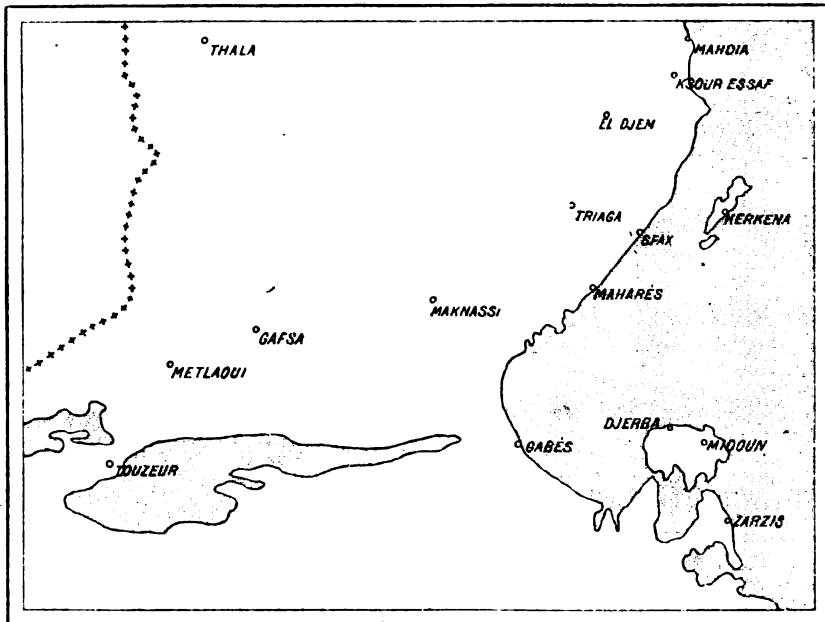 THALA
MAHDIA
KSOUR ESSAF
EL DJEM
TRIAGA
KERKENA
SFAX
MAHARÈS
MAKNASSI
GAFSA
METLAOUI
DJERBA
MIDOUN
GABÈS
TOUZEUR
ZARZIS